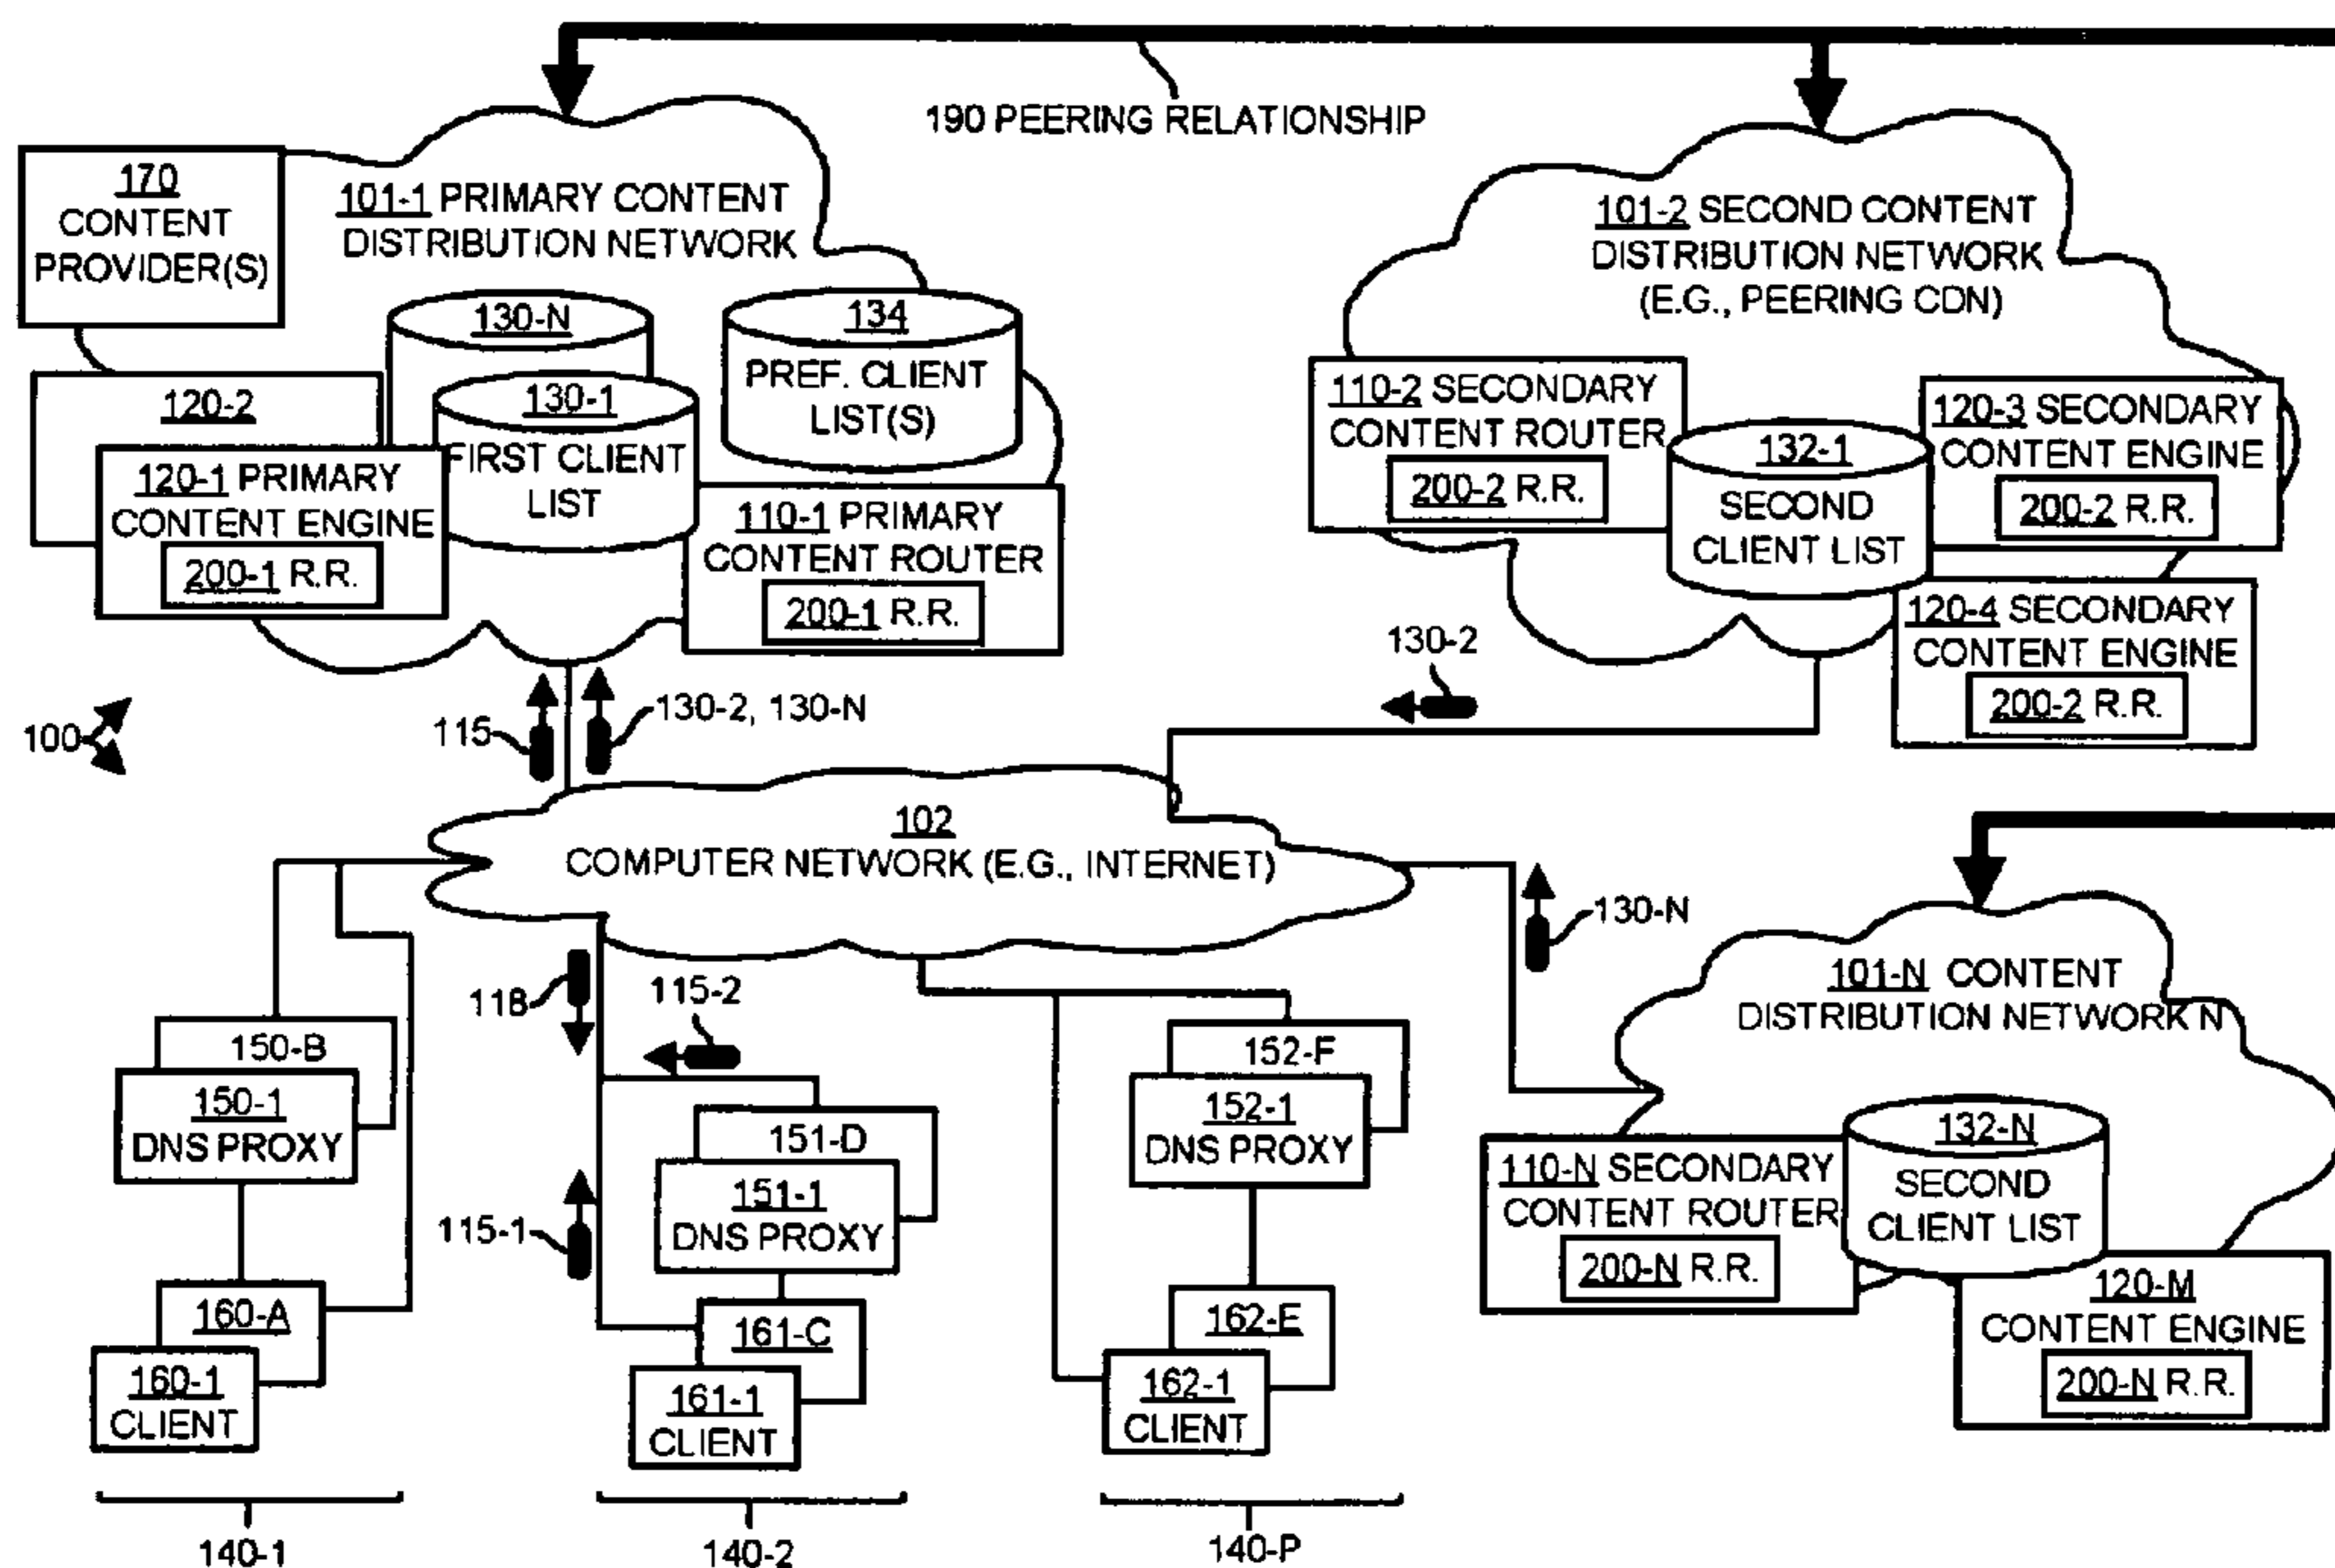 190 PEERING RELATIONSHIP
170
CONTENT
PROVIDER(S)
101-1 PRIMARY CONTENT
DISTRIBUTION NETWORK
130-N
134
PREF. CLIENT
LIST(S)
120-2
130-1
FIRST CLIENT
LIST
120-1 PRIMARY
CONTENT ENGINE
200-1 R.R.
110-1 PRIMARY
CONTENT ROUTER
200-1 R.R.
101-2 SECOND CONTENT
DISTRIBUTION NETWORK
(E.G., PEERING CDN)
110-2 SECONDARY
CONTENT ROUTER
200-2 R.R.
132-1
SECOND
CLIENT LIST
120-3 SECONDARY
CONTENT ENGINE
200-2 R.R.
120-4 SECONDARY
CONTENT ENGINE
200-2 R.R.
130-2
100
115
130-2, 130-N
102
COMPUTER NETWORK (E.G., INTERNET)
130-N
118
115-2
101-N CONTENT
DISTRIBUTION NETWORK N
150-B
150-1
DNS PROXY
151-D
151-1
DNS PROXY
152-F
152-1
DNS PROXY
115-1
110-N SECONDARY
CONTENT ROUTER
200-N R.R.
132-N
SECOND
CLIENT LIST
120-M
CONTENT ENGINE
200-N R.R.
160-A
160-1
CLIENT
161-C
161-1
CLIENT
162-E
162-1
CLIENT
140-1
140-2
140-P